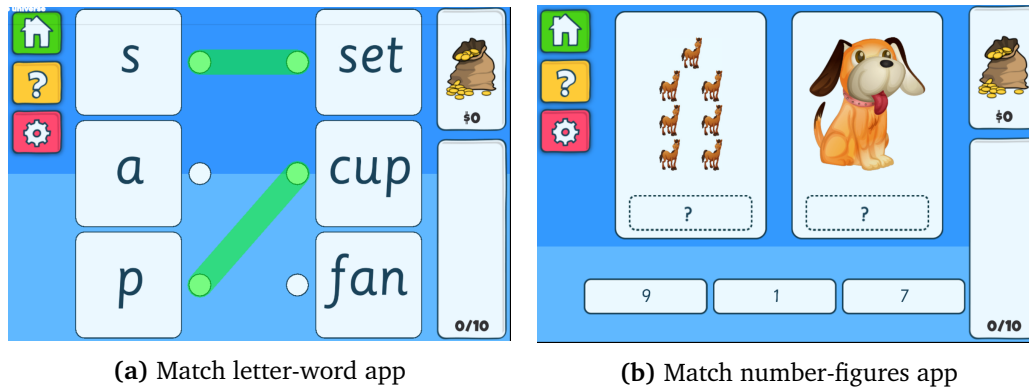 universe
s set
a cup
p fan
?
$0
0/10
(a) Match letter-word app
? ?
9 1 7
?
$0
0/10
(b) Match number-figures app